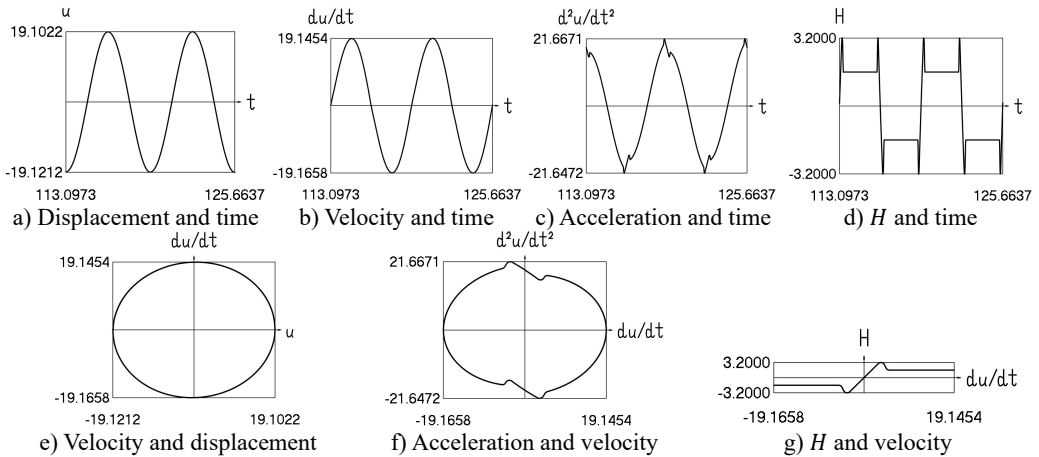 u
19.1022
t
-19.1212
113.0973 125.6637
a) Displacement and time
du/dt
19.1454
t
-19.1658
113.0973 125.6637
b) Velocity and time
d²u/dt²
21.6671
t
-21.6472
113.0973 125.6637
c) Acceleration and time
H
3.2000
t
-3.2000
113.0973 125.6637
d) H and time
du/dt
19.1454
u
-19.1658
-19.1212 19.1022
e) Velocity and displacement
d²u/dt²
21.6671
du/dt
-21.6472
-19.1658 19.1454
f) Acceleration and velocity
H
3.2000
du/dt
-3.2000
-19.1658 19.1454
g) H and velocity